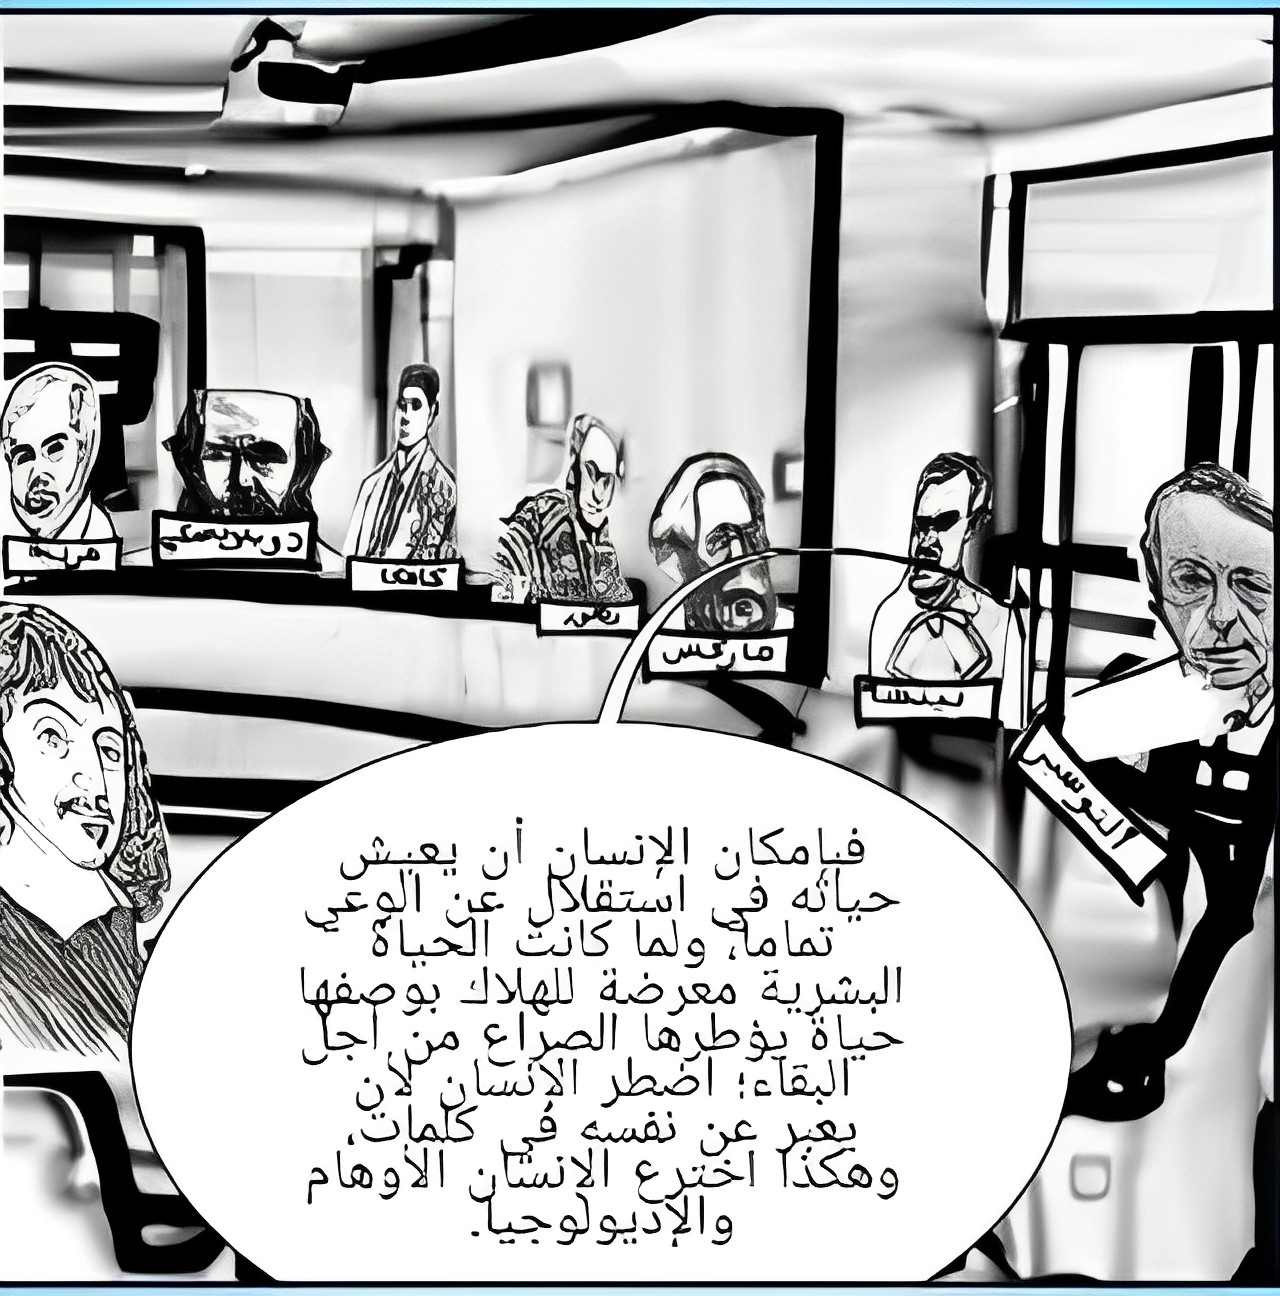 دوستويفسكي
كافكا
ماركس
ألتوسير
فبإمكان الإنسان أن يعيش
حياته في استقلال عن الوعي
تماما، ولما كانت الحياة
البشرية معرضة للهلاك بوصفها
حياة يؤطرها الصراع من أجل
البقاء؛ اضطر الإنسان لأن
يعبر عن نفسه في كلمات،
وهكذا اخترع الإنسان الأوهام
والإديولوجيا.